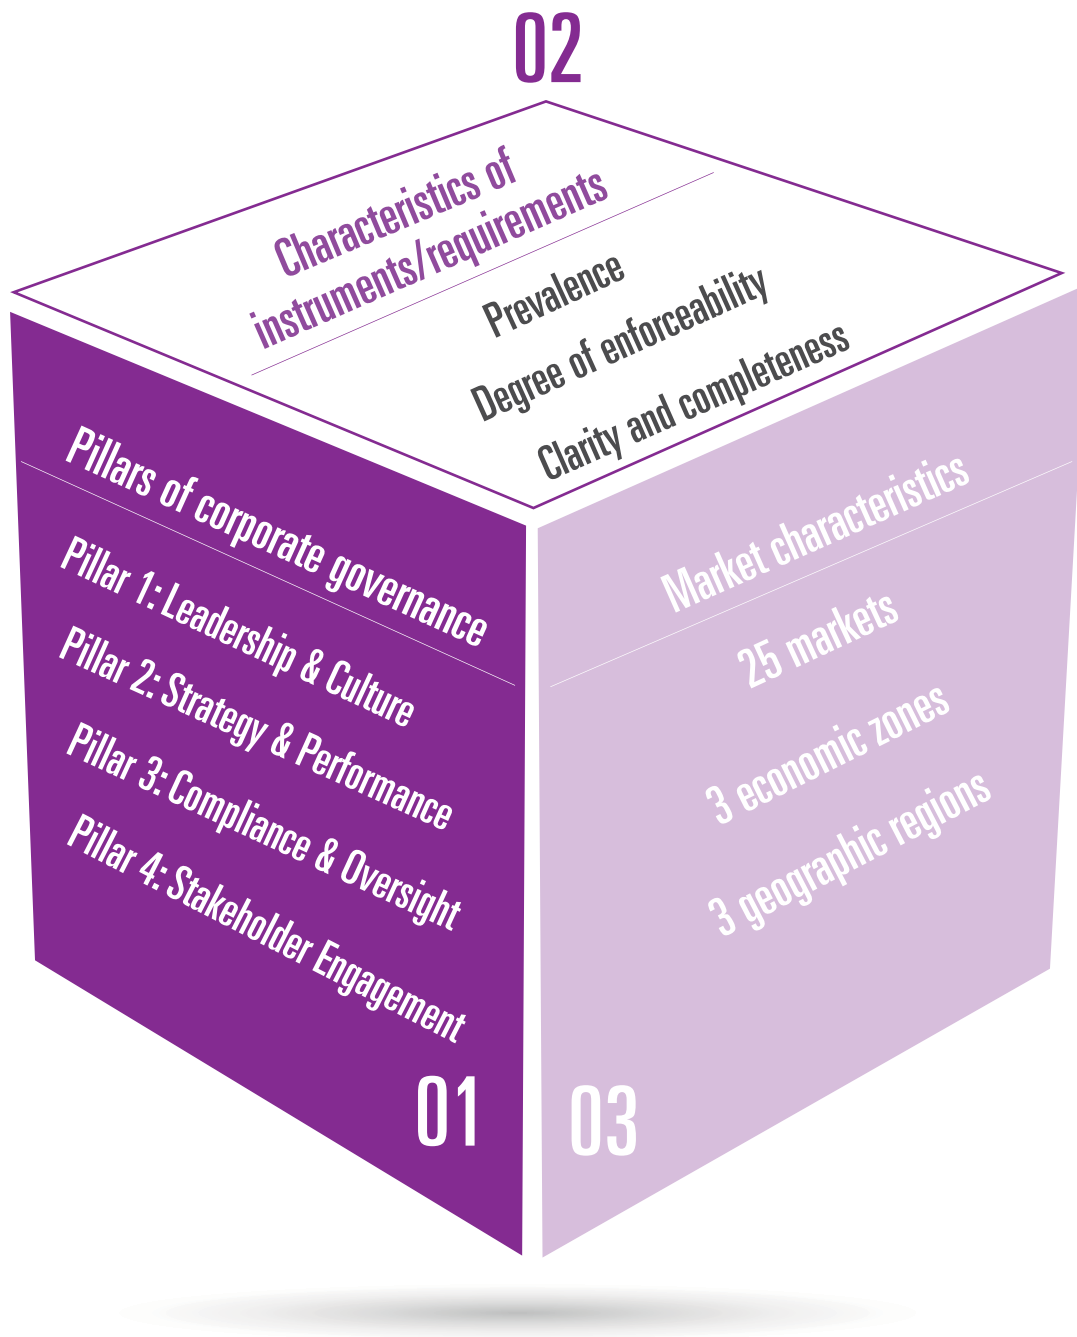 02
Characteristics of
instruments/requirements
Prevalence
Degree of enforceability
Clarity and completeness
Pillars of corporate governance
Pillar 1: Leadership & Culture
Pillar 2: Strategy & Performance
Pillar 3: Compliance & Oversight
Pillar 4: Stakeholder Engagement
01
Market characteristics
25 markets
3 economic zones
3 geographic regions
03